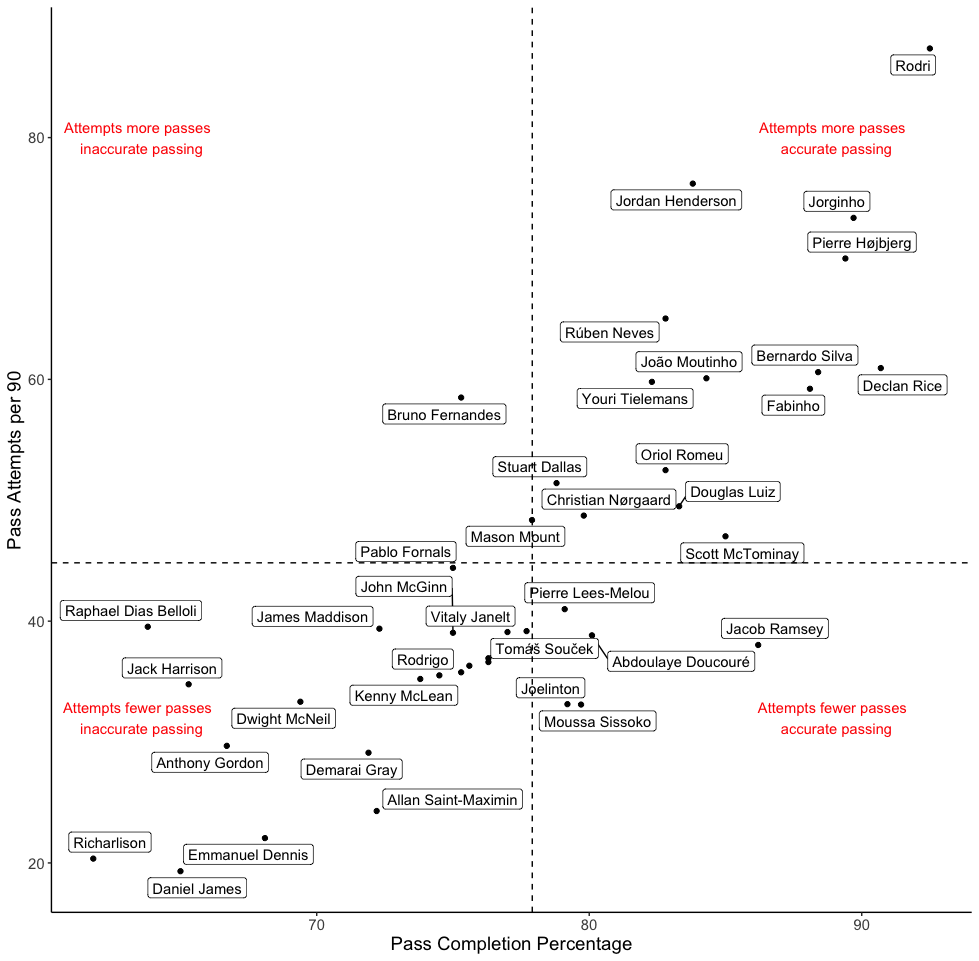 Rodri
Attempts more passes
inaccurate passing
Attempts more passes
accurate passing
80
Jordan Henderson
Jorginho
Pierre Højbjerg
Rúben Neves
João Moutinho
Bernardo Silva
60
Youri Tielemans
Declan Rice
Fabinho
Bruno Fernandes
Oriol Romeu
Stuart Dallas
Christian Nørgaard
Douglas Luiz
Mason Mount
Pablo Fornals
Scott McTominay
John McGinn
Pierre Lees-Melou
Raphael Dias Belloli
James Maddison
Vitaly Janelt
40
Jacob Ramsey
Tomáš Souček
Rodrigo
Abdoulaye Doucouré
Jack Harrison
Kenny McLean
Joelinton
Attempts fewer passes
inaccurate passing
Dwight McNeil
Moussa Sissoko
Attempts fewer passes
accurate passing
Anthony Gordon
Demarai Gray
Allan Saint-Maximin
Richarlison
Emmanuel Dennis
20
Daniel James
70
80
90
Pass Completion Percentage
Pass Attempts per 90